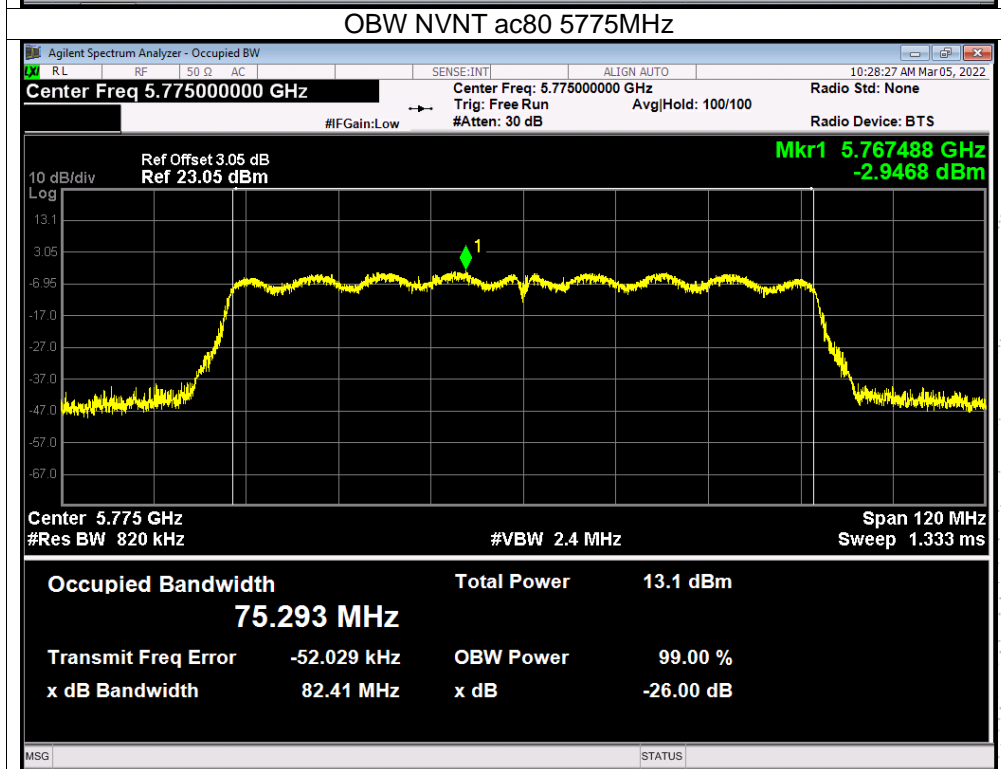 OBW NVNT ac80 5775MHz
Agilent Spectrum Analyzer - Occupied BW
LXI RL RF 50 Ω AC SENSE:INT ALIGN AUTO 10:28:27 AM Mar 05, 2022
Center Freq 5.775000000 GHz Center Freq: 5.775000000 GHz Radio Std: None
Trig: Free Run Avg|Hold: 100/100
#IFGain:Low #Atten: 30 dB Radio Device: BTS
Mkr1 5.767488 GHz
-2.9468 dBm
Ref Offset 3.05 dB
10 dB/div Ref 23.05 dBm
Log
13.1
3.05
-6.95
-17.0
-27.0
-37.0
-47.0
-57.0
-67.0
1
Center 5.775 GHz Span 120 MHz
#Res BW 820 kHz #VBW 2.4 MHz Sweep 1.333 ms
Occupied Bandwidth Total Power 13.1 dBm
75.293 MHz
Transmit Freq Error -52.029 kHz OBW Power 99.00 %
x dB Bandwidth 82.41 MHz x dB -26.00 dB
MSG STATUS